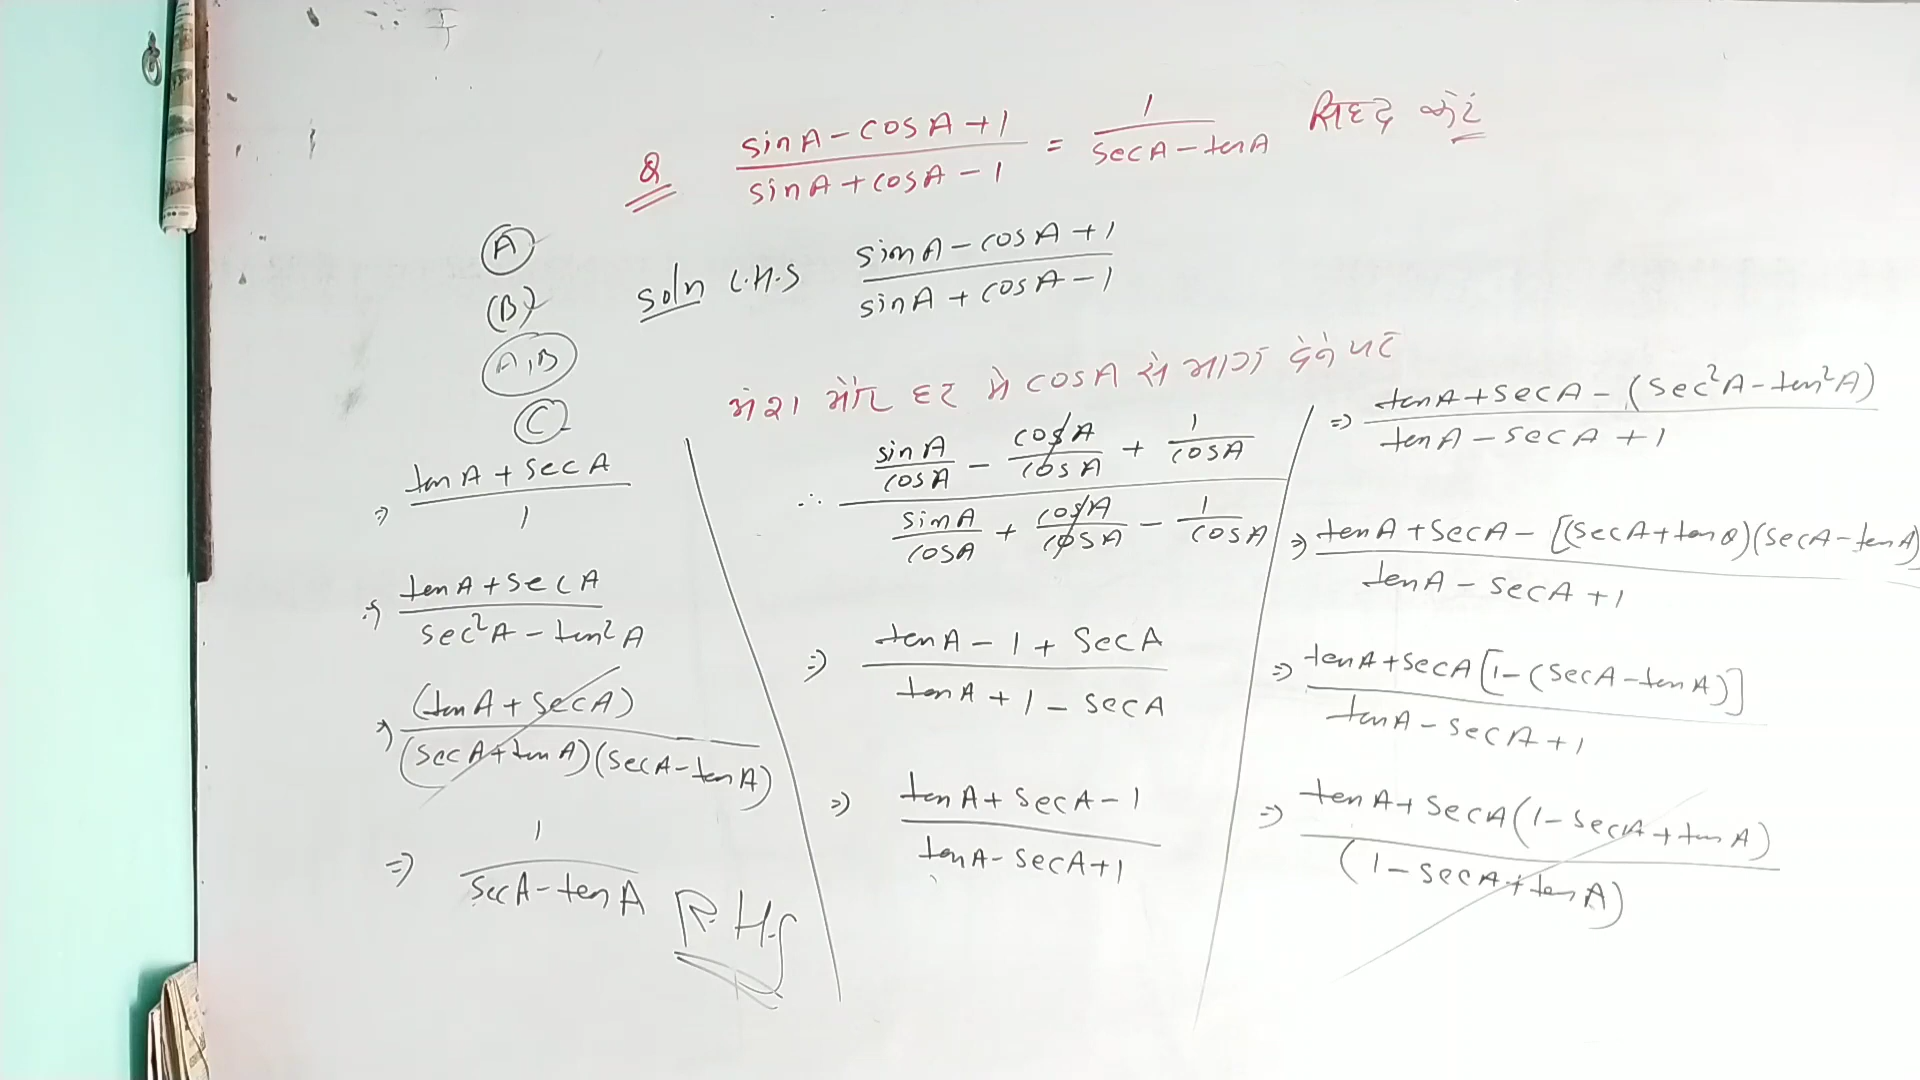 Q sinA - cosA + 1 / sinA + cosA - 1 = 1 / secA - tanA सिद्ध करें
(A)
(B)
A,B
(C)
soln L.H.S sinA - cosA + 1 / sinA + cosA - 1
अंश और हर में cosA से भाग देने पर
∴ sinA/cosA - cosA/cosA + 1/cosA / sinA/cosA + cosA/cosA - 1/cosA
⇒ tanA - 1 + secA / tanA + 1 - secA
⇒ tanA + secA - 1 / tanA - secA + 1
⇒ tanA + secA - (sec²A - tan²A) / tanA - secA + 1
⇒ tanA + secA - [(secA + tanθ)(secA - tanA) / tanA - secA + 1
⇒ tanA + secA [1 - (secA - tanA)] / tanA - secA + 1
⇒ tanA + secA (1 - secA + tanA) / (1 - secA + tanA)
⇒ tanA + secA / 1
⇒ tanA + secA / sec²A - tan²A
⇒ (tanA + secA) / (secA + tanA)(secA - tanA)
⇒ 1 / secA - tanA R.H.S